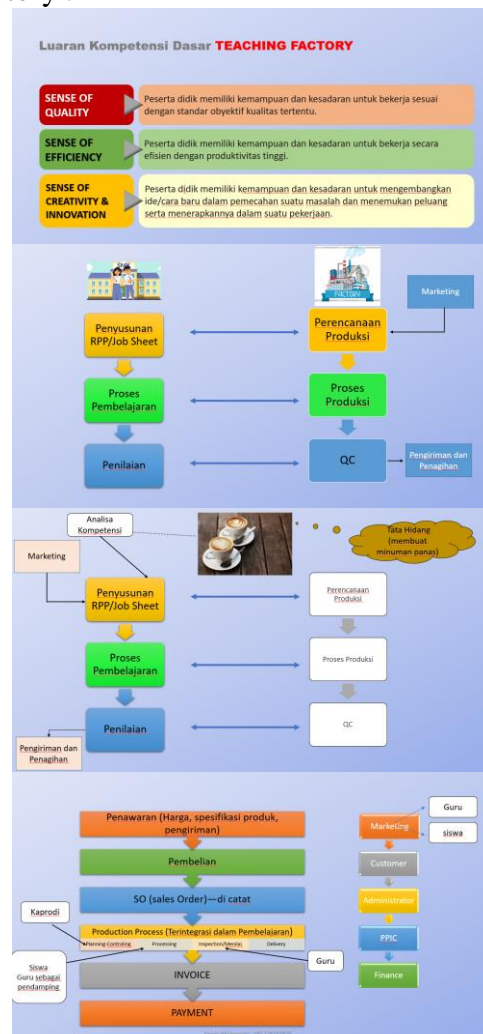 Luaran Kompetensi Dasar TEACHING FACTORY
SENSE OF
QUALITY
Peserta didik memiliki kemampuan dan kesadaran untuk bekerja sesuai
dengan standar obyektif kualitas tertentu.
SENSE OF
EFFICIENCY
Peserta didik memiliki kemampuan dan kesadaran untuk bekerja secara
efisien dengan produktivitas tinggi.
SENSE OF
CREATIVITY &
INNOVATION
Peserta didik memiliki kemampuan dan kesadaran untuk mengembangkan
ide/cara baru dalam pemecahan suatu masalah dan menemukan peluang
serta menerapkannya dalam suatu pekerjaan.
FACTORY
Marketing
Penyusunan
RPP/Job Sheet
Perencanaan
Produksi
Proses
Pembelajaran
Proses
Produksi
Penilaian
QC
Pengiriman dan
Penagihan
Analisa
Kompetensi
Tata Hidang
(membuat
minuman panas)
Marketing
Penyusunan
RPP/Job Sheet
Perencanaan
Produksi
Proses
Pembelajaran
Proses Produksi
Penilaian
QC
Pengiriman dan
Penagihan
Penawaran (Harga, spesifikasi produk,
pengiriman)
Pembelian
SO (sales Order)—di catat
Kaprodi
Production Process (Terintegrasi dalam Pembelajaran)
Planning-Controling Processing Inspection/Menilai Delivery
Siswa
Guru sebagai
pendamping
Guru
INVOICE
PAYMENT
Guru
Marketing
siswa
Customer
Administrator
PPIC
Finance